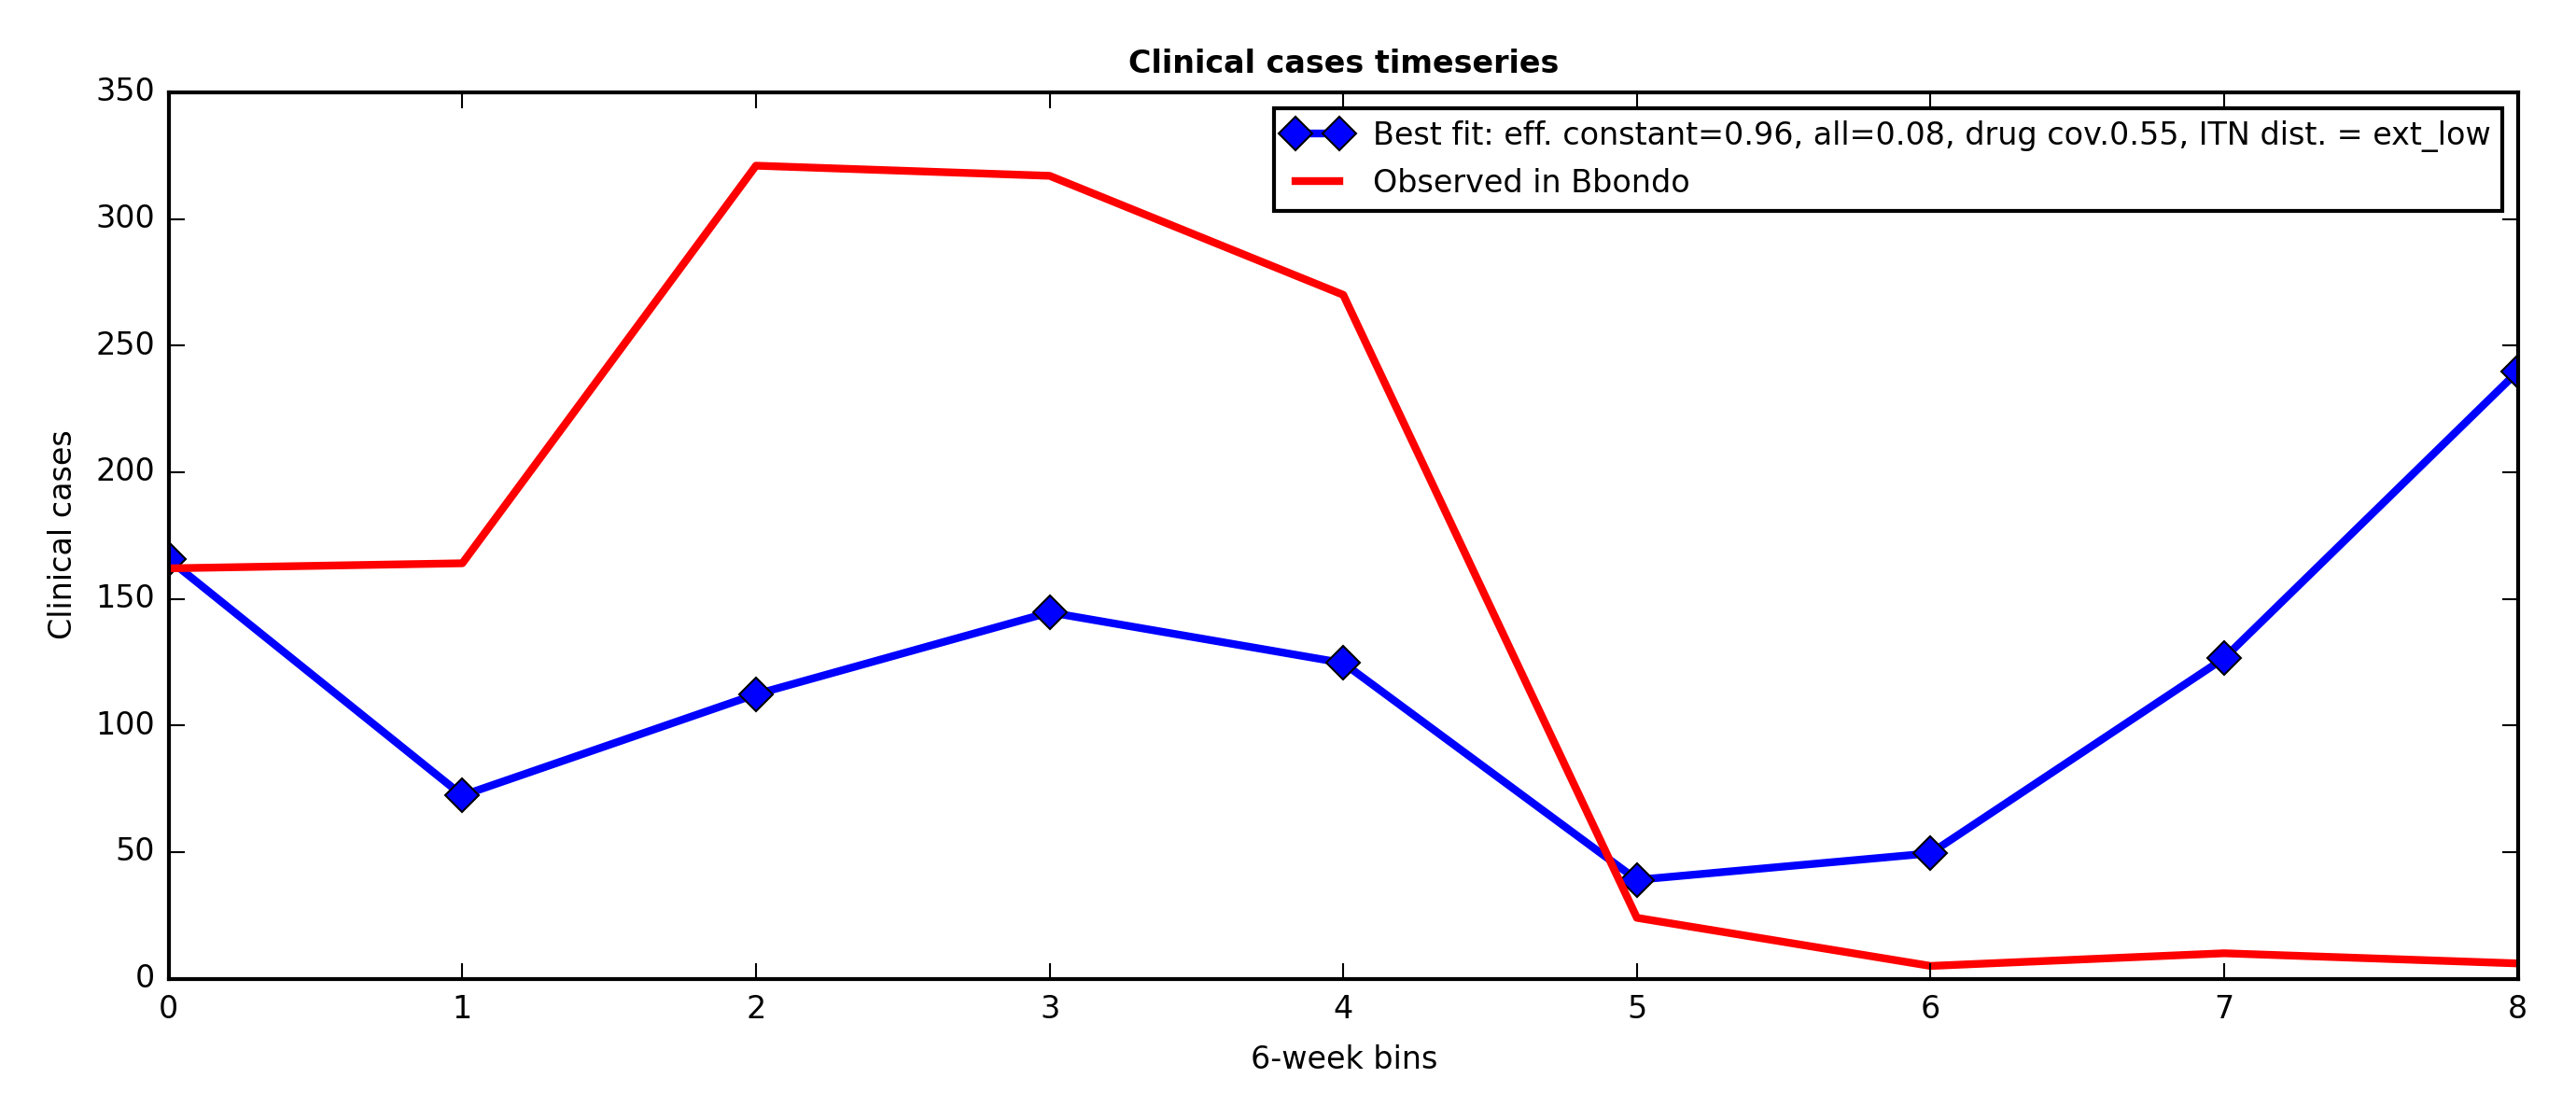 Clinical cases timeseries
350
300
250
200
150
100
50
0
Clinical cases
Best fit: eff. constant=0.96, all=0.08, drug cov.0.55, ITN dist. = ext_low
Observed in Bbondo
0 1 2 3 4 5 6 7 8
6-week bins